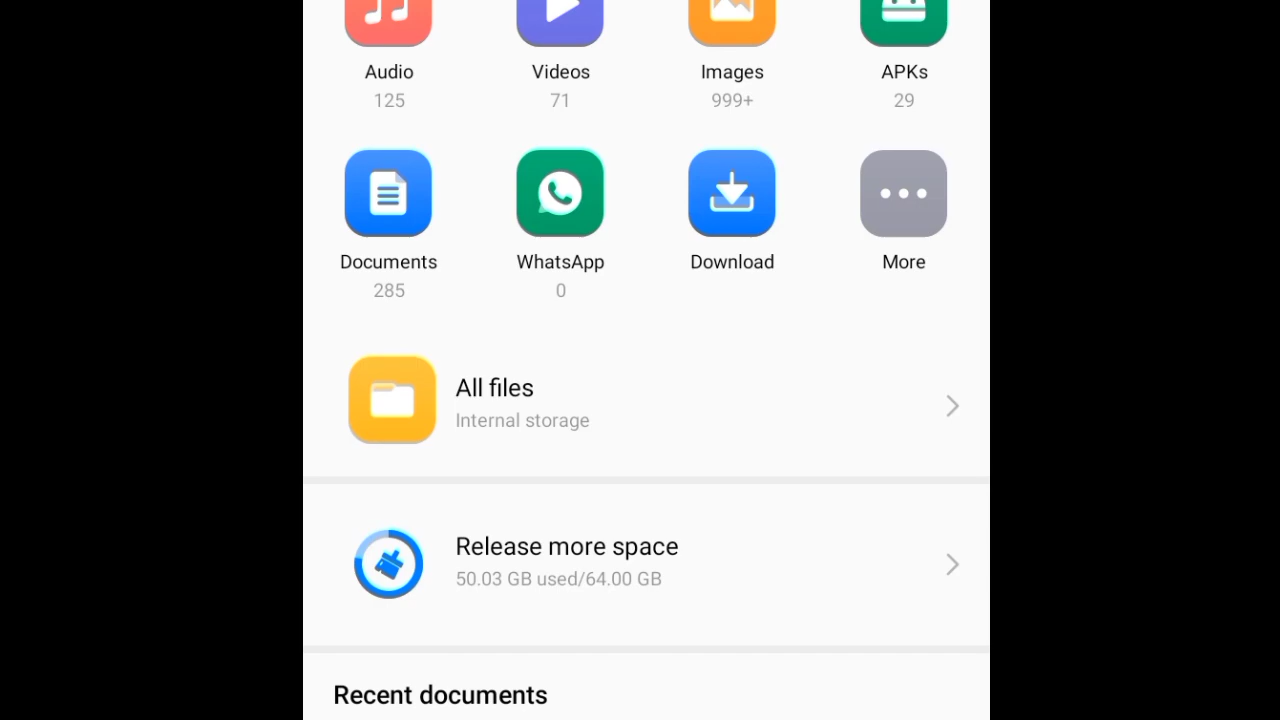 Audio Videos Images APKs
125 71 999+ 29
Documents WhatsApp Download More
285 0
All files
Internal storage
Release more space
50.03 GB used/64.00 GB
Recent documents